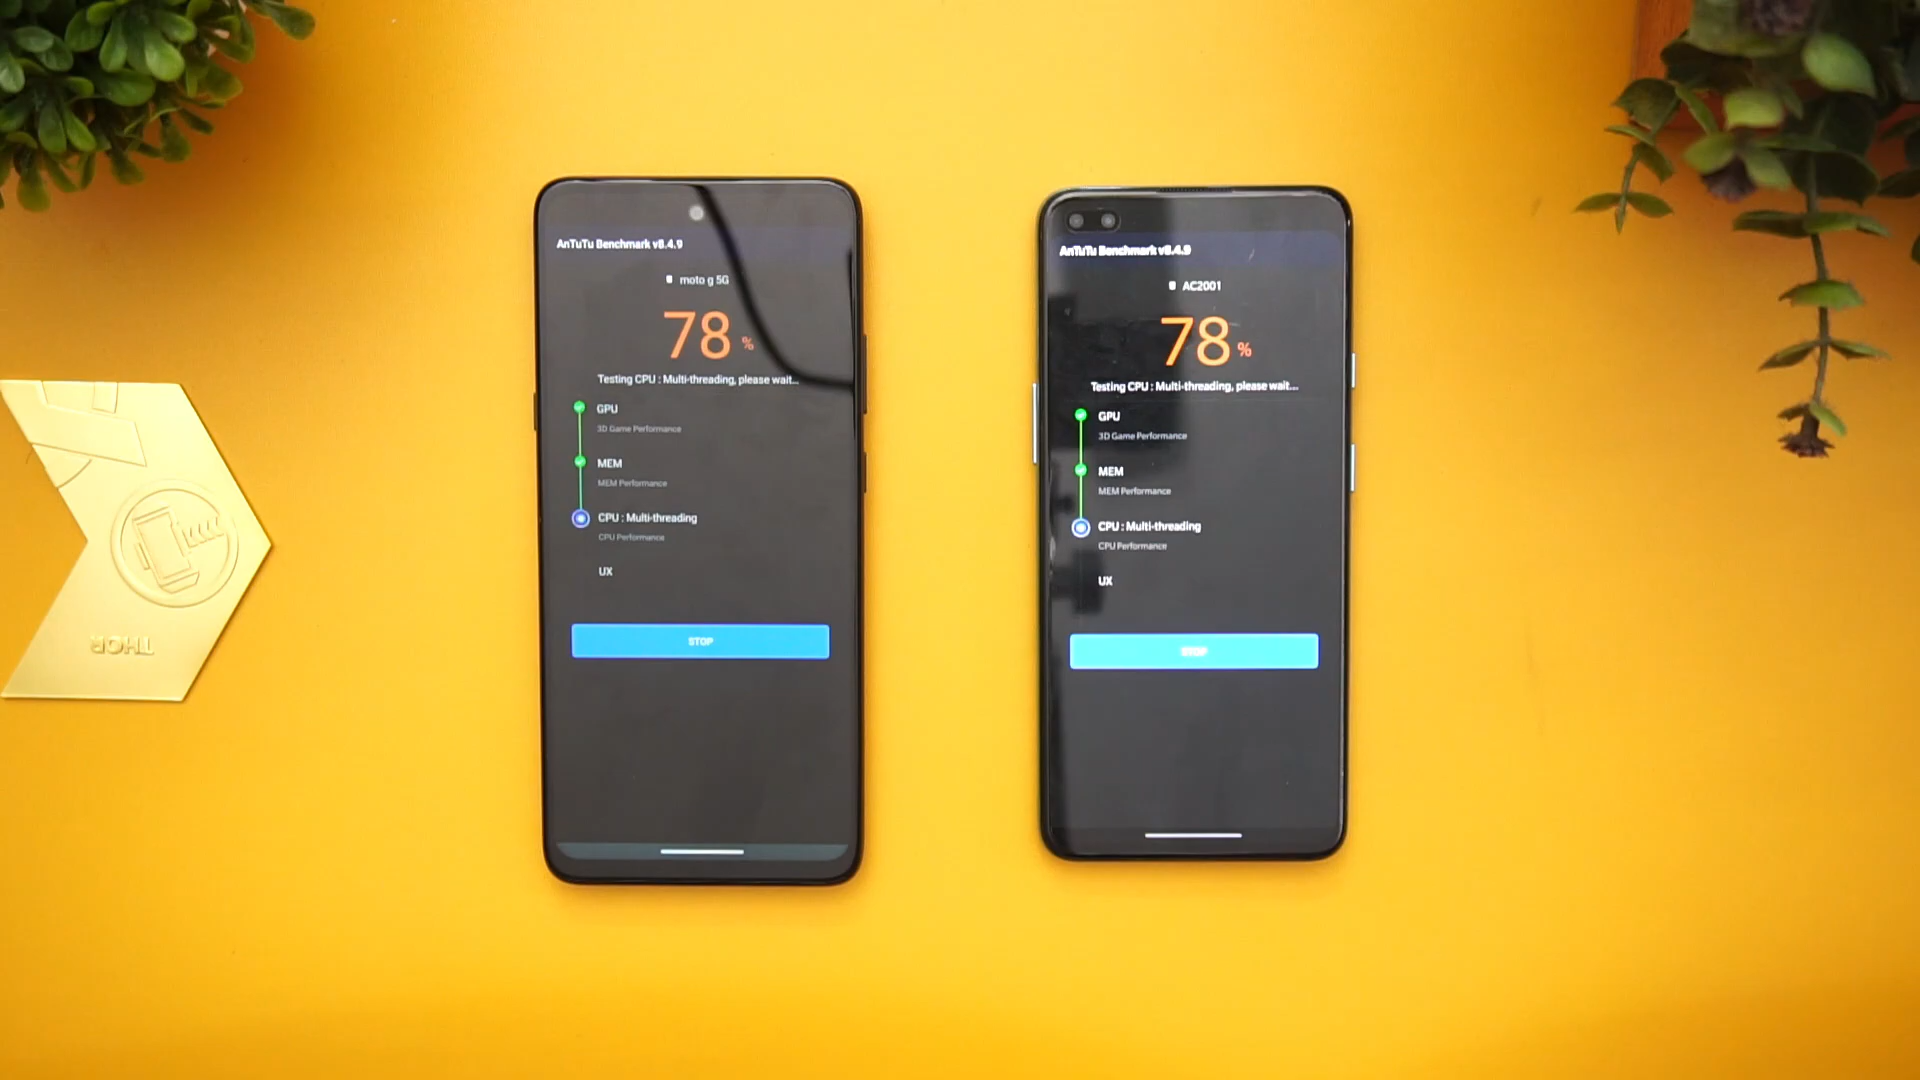 AnTuTu Benchmark v8.4.9
moto g 5G
78 %
Testing CPU : Multi-threading, please wait...
GPU
3D Game Performance
MEM
MEM Performance
CPU : Multi-threading
CPU Performance
UX
STOP
AnTuTu Benchmark v8.4.9
AC2001
78 %
Testing CPU : Multi-threading, please wait...
GPU
3D Game Performance
MEM
MEM Performance
CPU : Multi-threading
CPU Performance
UX
STOP
THOR